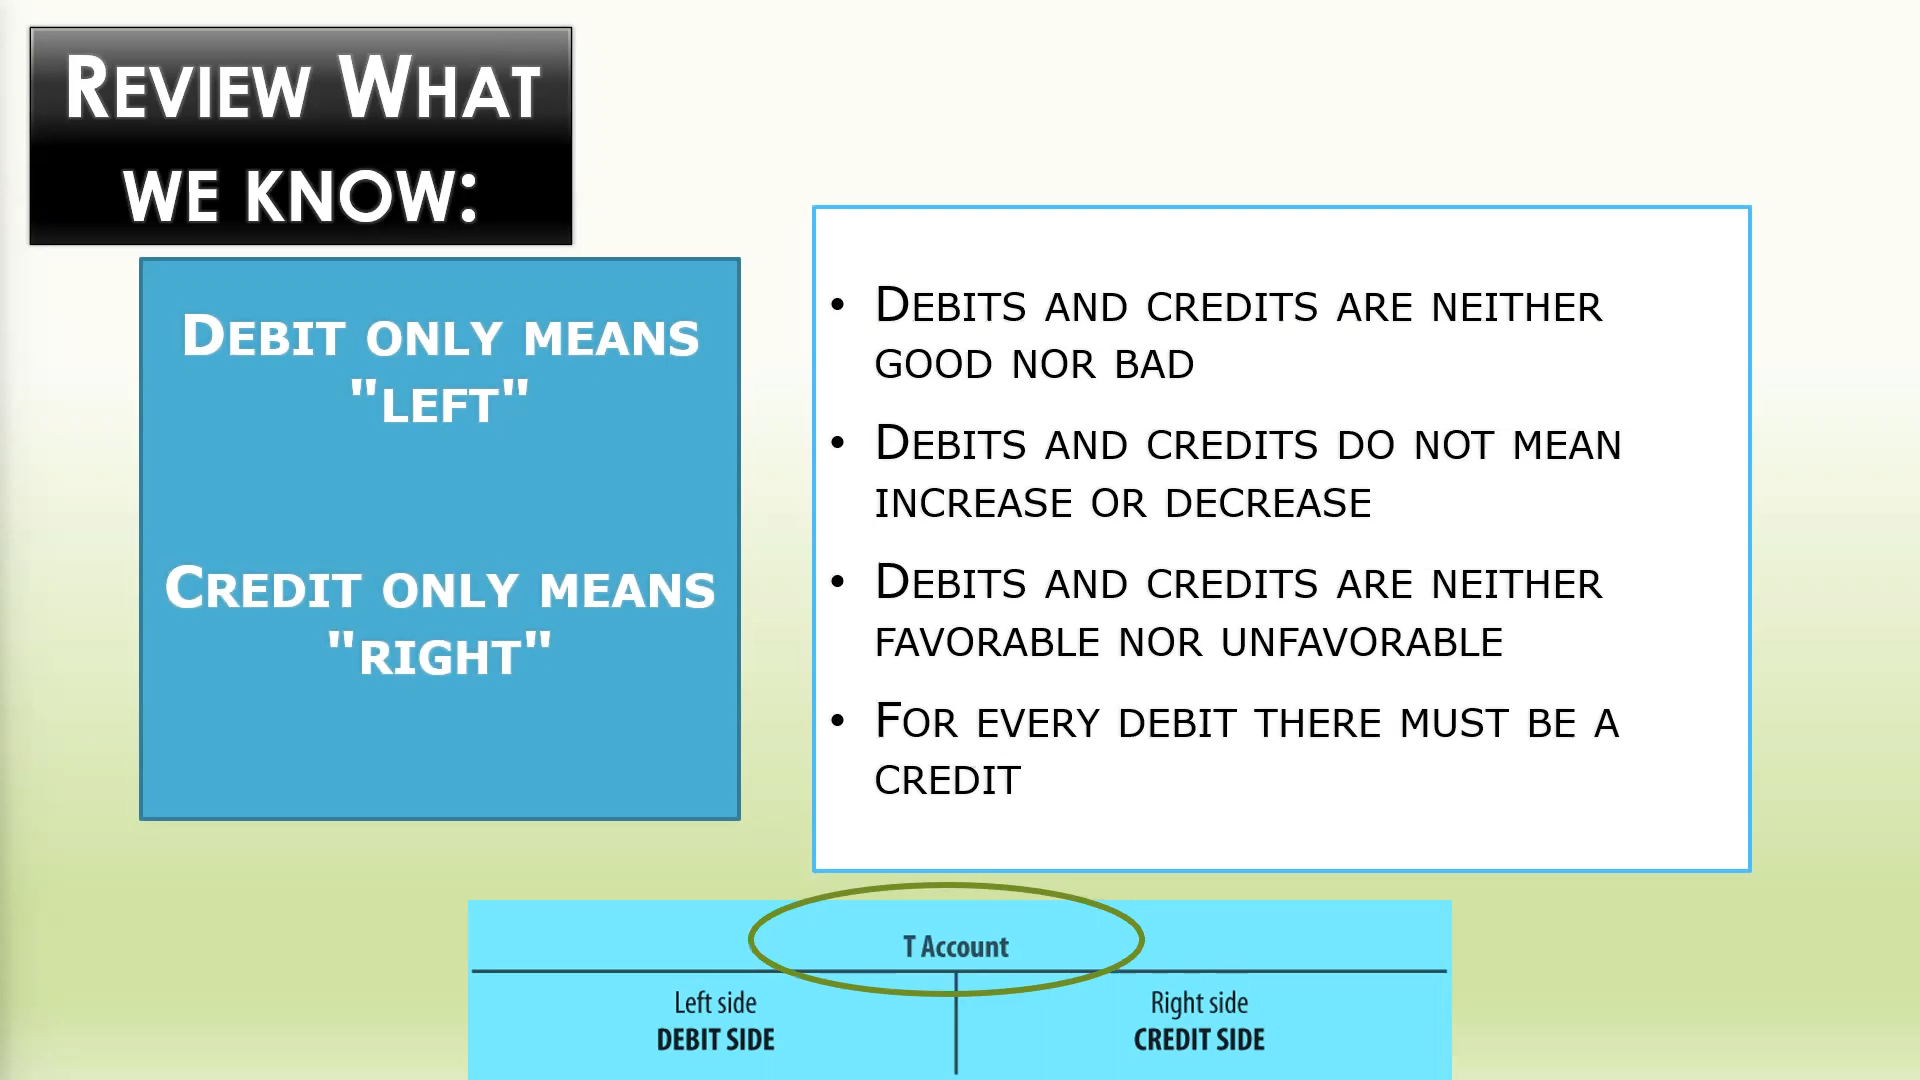 Review What
we know:
Debit only means
"left"
Credit only means
"right"
• Debits and credits are neither
good nor bad
• Debits and credits do not mean
increase or decrease
• Debits and credits are neither
favorable nor unfavorable
• For every debit there must be a
credit
T Account
Left side
DEBIT SIDE
Right side
CREDIT SIDE